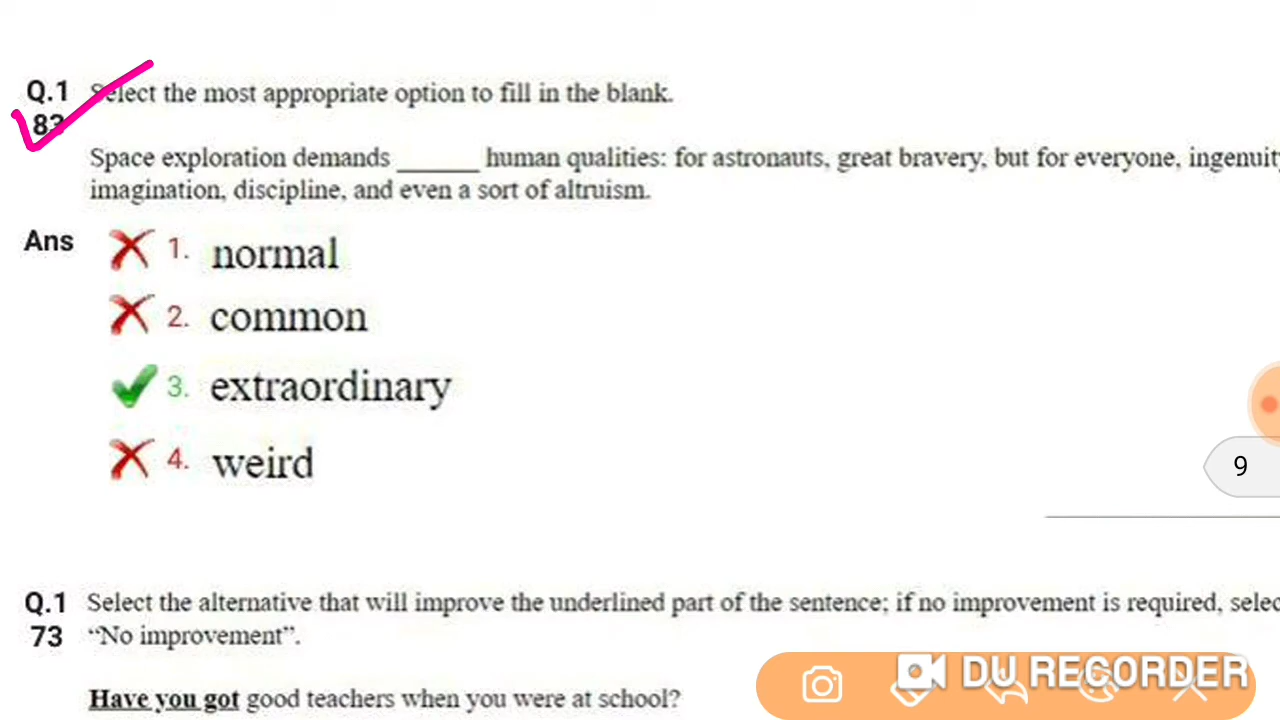 Q.1 Select the most appropriate option to fill in the blank.
83
Space exploration demands ______ human qualities: for astronauts, great bravery, but for everyone, ingenuity
imagination, discipline, and even a sort of altruism.
Ans
1. normal
2. common
3. extraordinary
4. weird
9
Q.1 Select the alternative that will improve the underlined part of the sentence; if no improvement is required, selec
73 “No improvement”.
Have you got good teachers when you were at school?
DU RECORDER